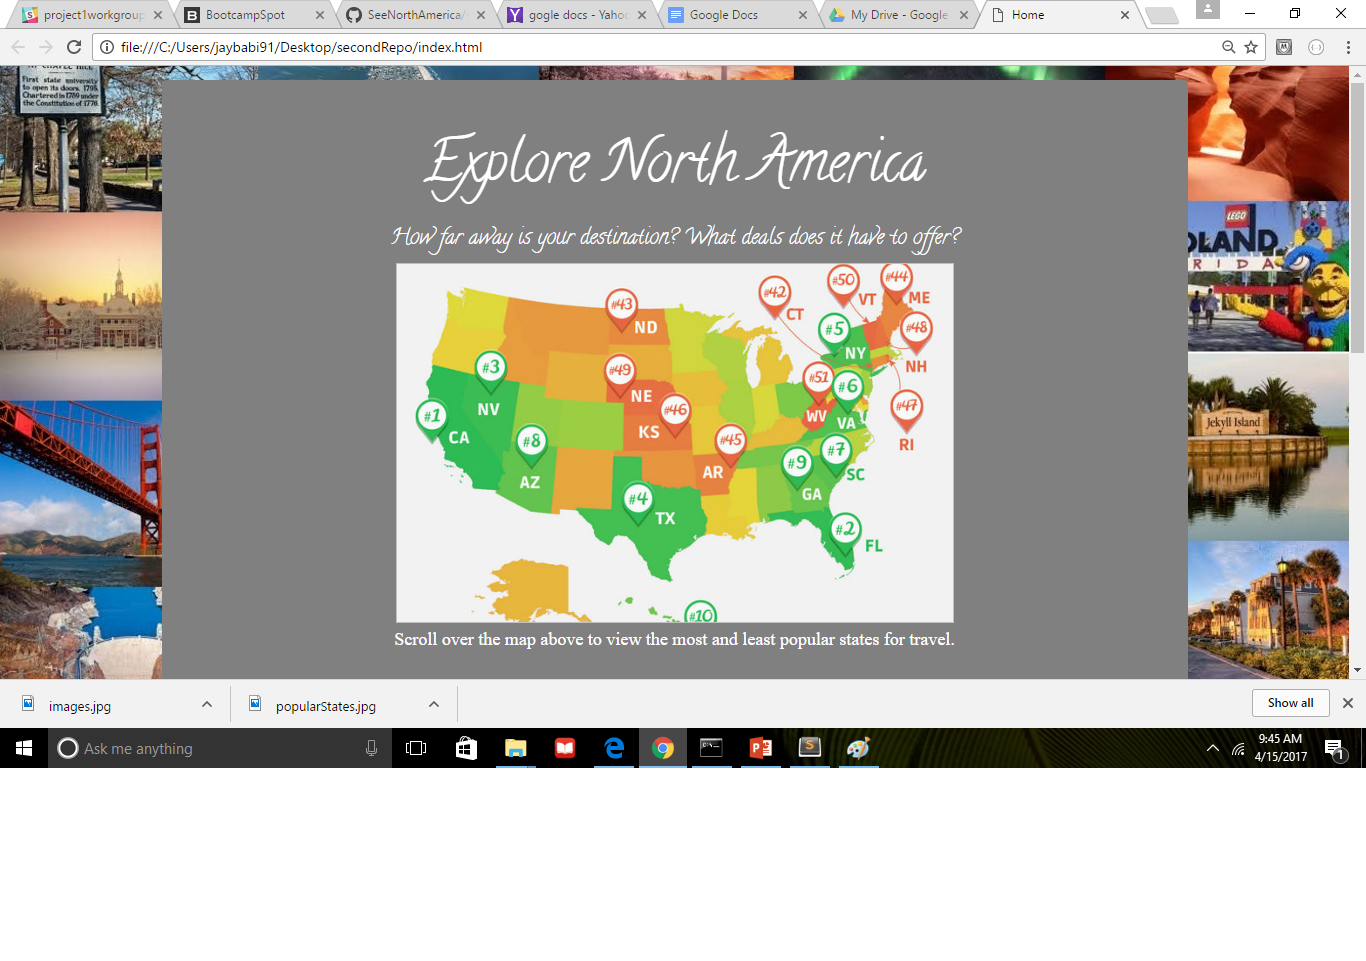 project1workgroup
BootcampSpot
SeeNorthAmerica/
gogle docs - Yahoo
Google Docs
My Drive - Google
Home
file:///C:/Users/jaybabi91/Desktop/secondRepo/index.html
First state university
to open its doors, 1795.
Chartered in 1789 under
the Constitution of 1776.
Explore North America
How far away is your destination? What deals does it have to offer?
#43
ND
#42
CT
#50
VT
#44
ME
#5
NY
#48
NH
#3
NV
#49
NE
#51
WV
#6
VA
#47
RI
#1
CA
#46
KS
#8
AZ
#45
AR
#7
SC
#9
GA
#4
TX
#2
FL
#10
Scroll over the map above to view the most and least popular states for travel.
LEGO
LAND
RIDA
Jekyll Island
images.jpg
popularStates.jpg
Show all
Ask me anything
9:45 AM
4/15/2017
1